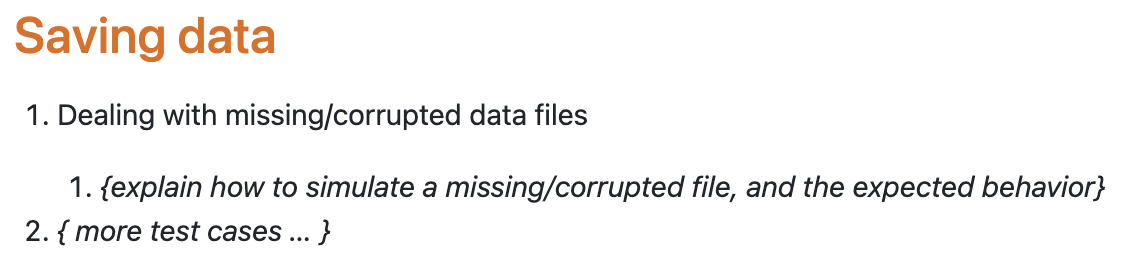 Saving data
1. Dealing with missing/corrupted data files
1. {explain how to simulate a missing/corrupted file, and the expected behavior}
2. { more test cases ... }